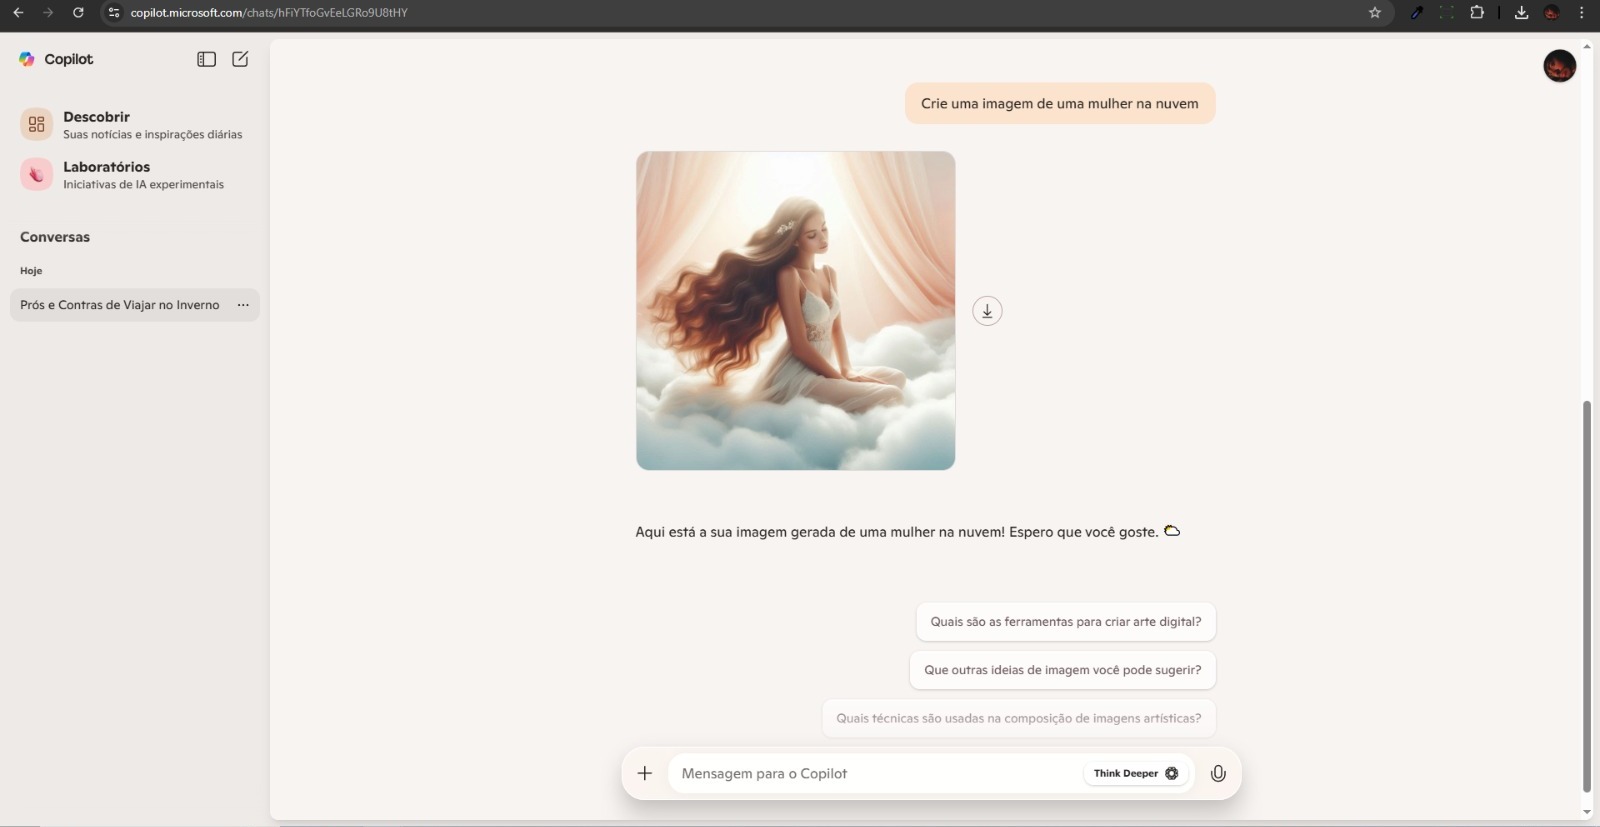 copilot.microsoft.com/chats/hFiYTfoGvEeLGRo9U8tHY
Copilot
Descobrir
Suas notícias e inspirações diárias
Laboratórios
Iniciativas de IA experimentais
Conversas
Hoje
Prós e Contras de Viajar no Inverno
Crie uma imagem de uma mulher na nuvem
Aqui está a sua imagem gerada de uma mulher na nuvem! Espero que você goste.
Quais são as ferramentas para criar arte digital?
Que outras ideias de imagem você pode sugerir?
Quais técnicas são usadas na composição de imagens artísticas?
Mensagem para o Copilot
Think Deeper